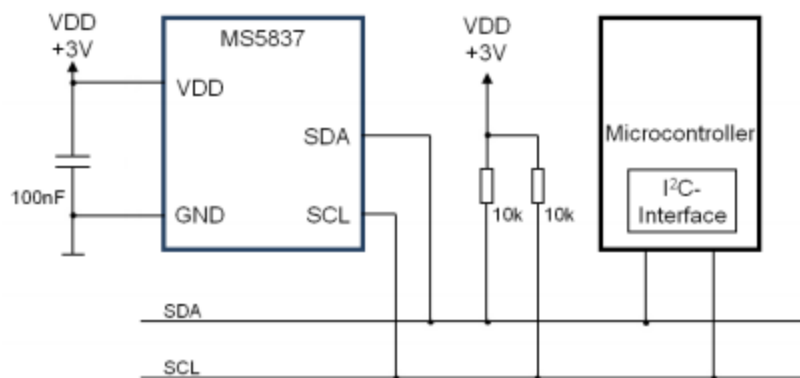 VDD
+3V
MS5837
VDD
SDA
100nF
GND
SCL
VDD
+3V
10k
10k
Microcontroller
I²C-
Interface
SDA
SCL